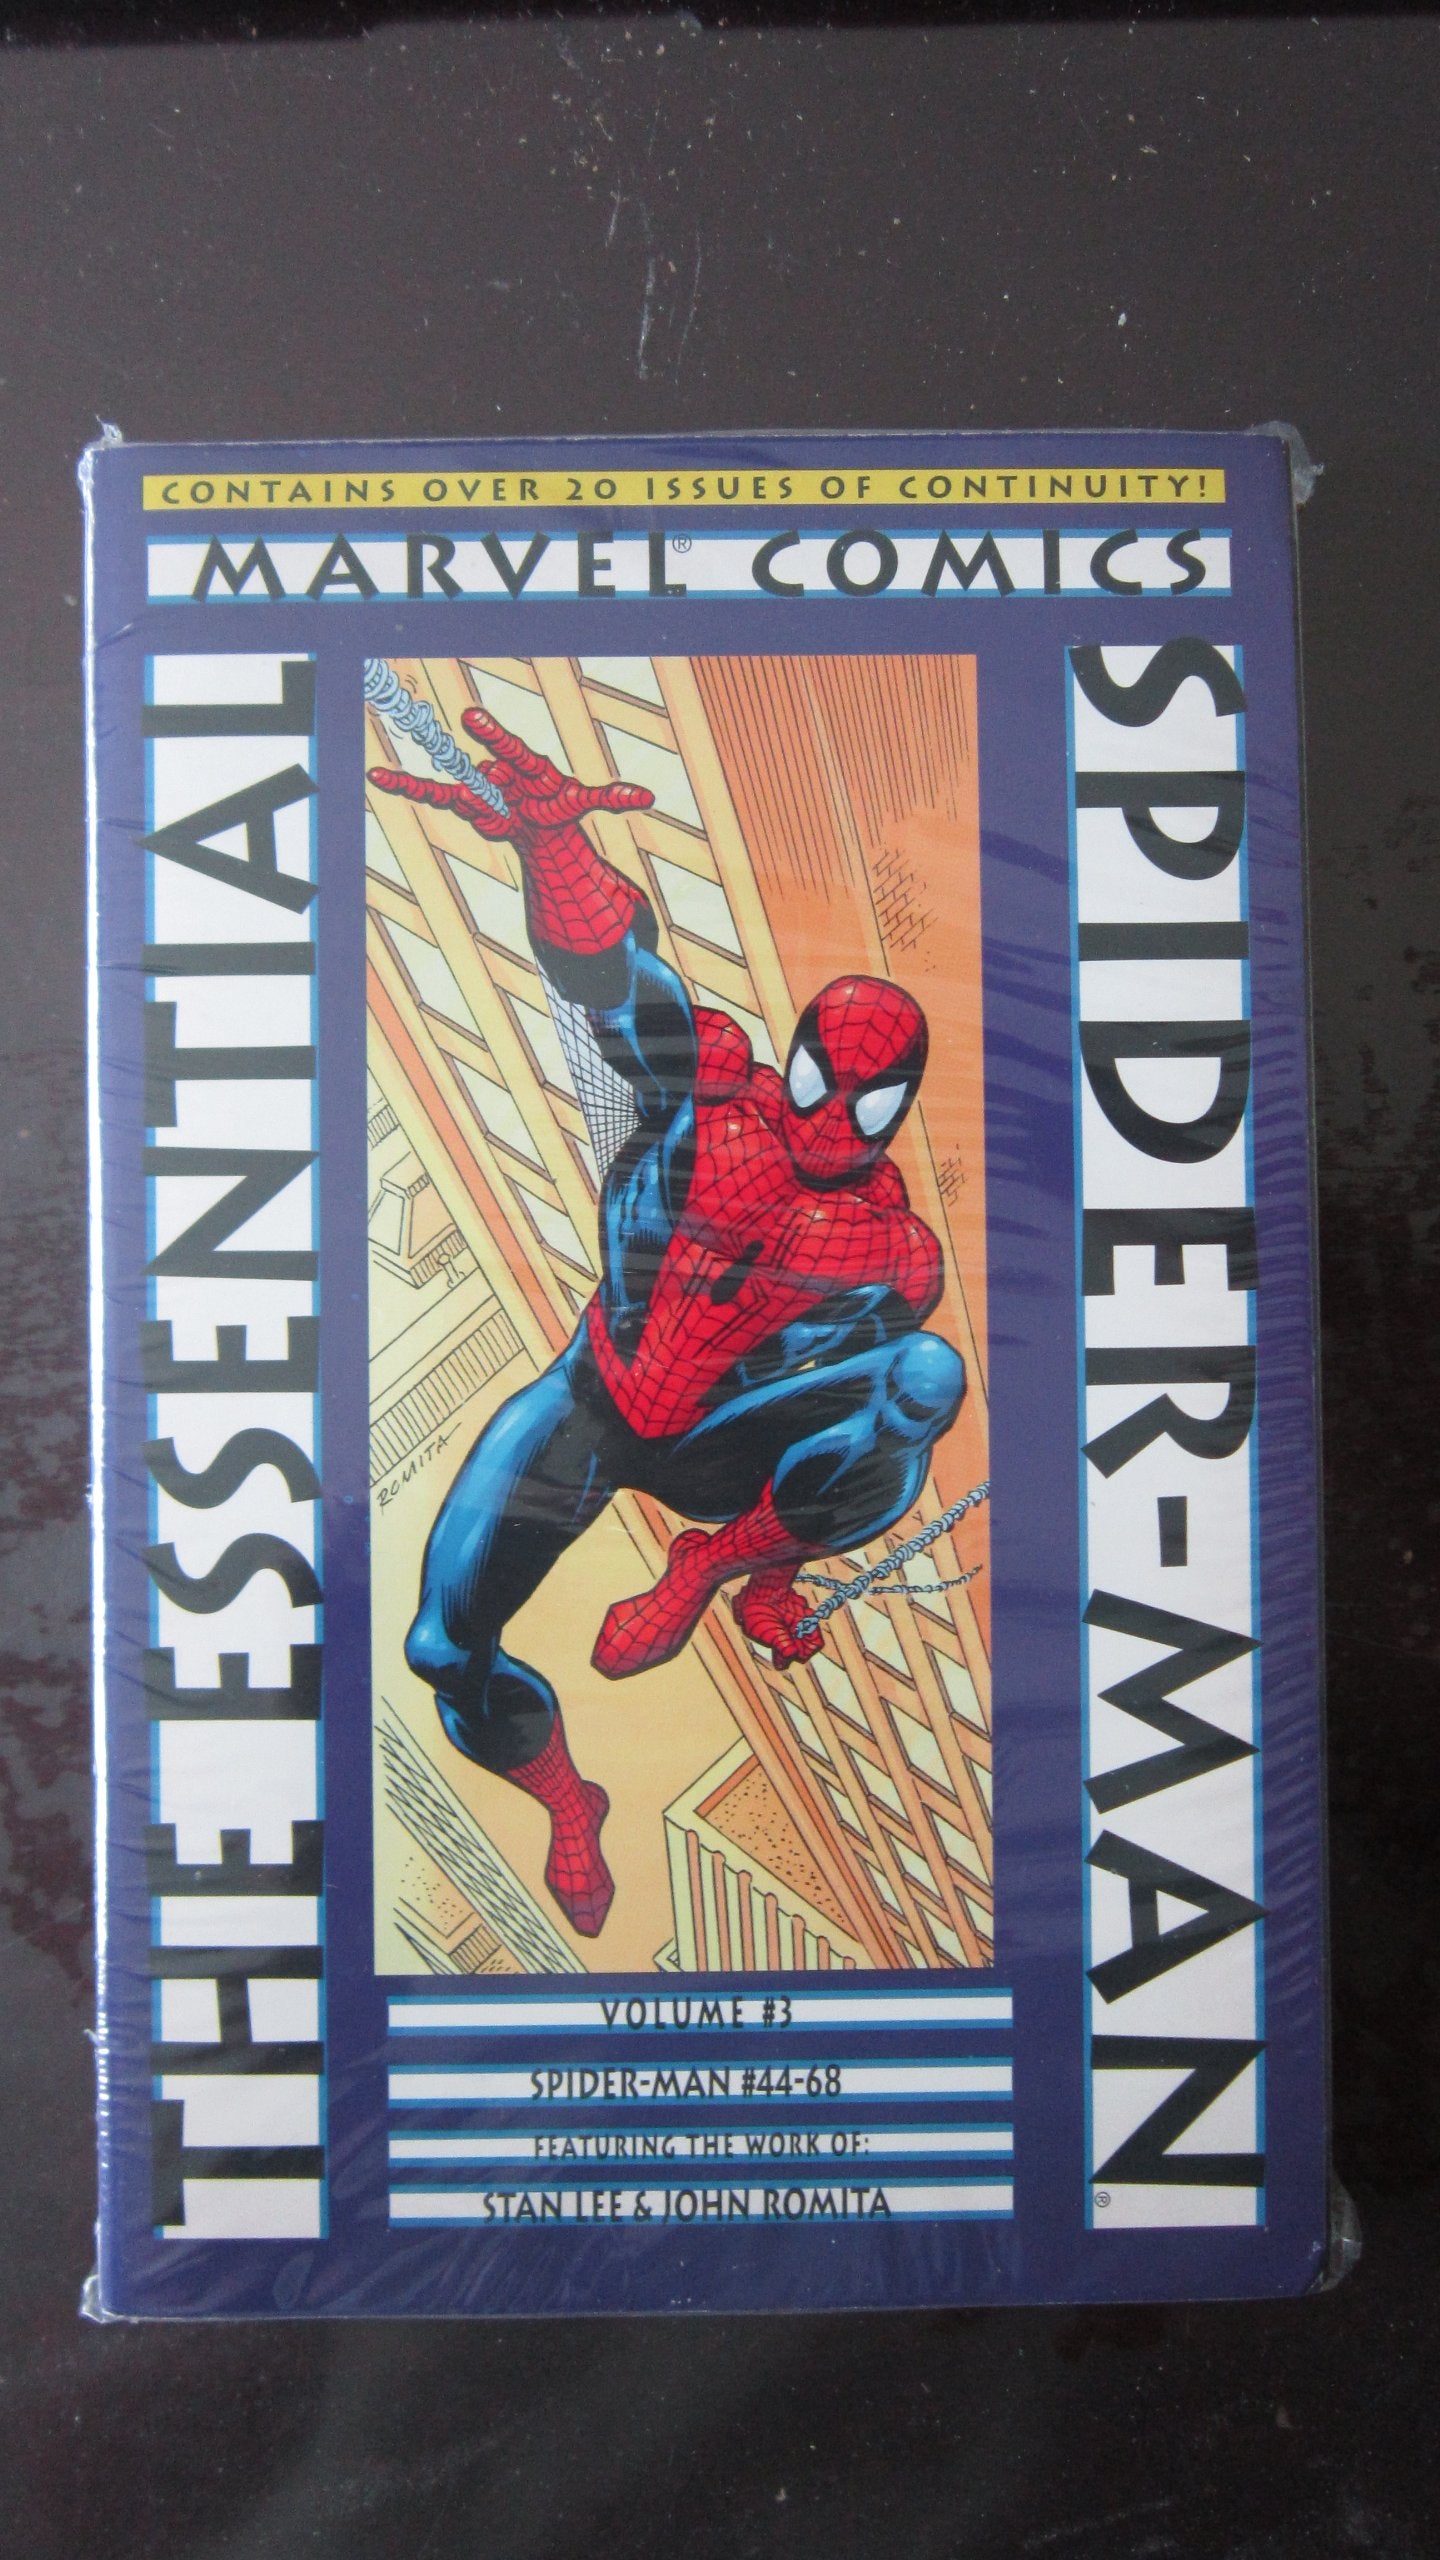 CONTAINS OVER 20 ISSUES OF CONTINUITY!
MARVEL® COMICS
THE ESSENTIAL
SPIDER-MAN®
ROMITA
VOLUME #3
SPIDER-MAN #44-68
FEATURING THE WORK OF:
STAN LEE & JOHN ROMITA